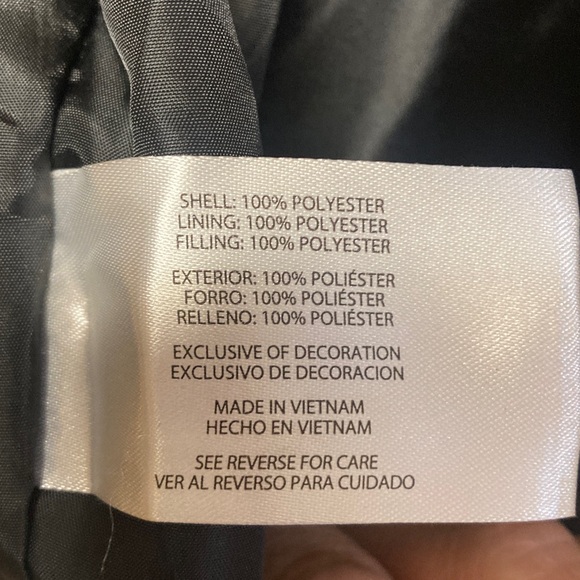 SHELL: 100% POLYESTER
LINING: 100% POLYESTER
FILLING: 100% POLYESTER
EXTERIOR: 100% POLIÉSTER
FORRO: 100% POLIÉSTER
RELLENO: 100% POLIÉSTER
EXCLUSIVE OF DECORATION
EXCLUSIVO DE DECORACION
MADE IN VIETNAM
HECHO EN VIETNAM
SEE REVERSE FOR CARE
VER AL REVERSO PARA CUIDADO